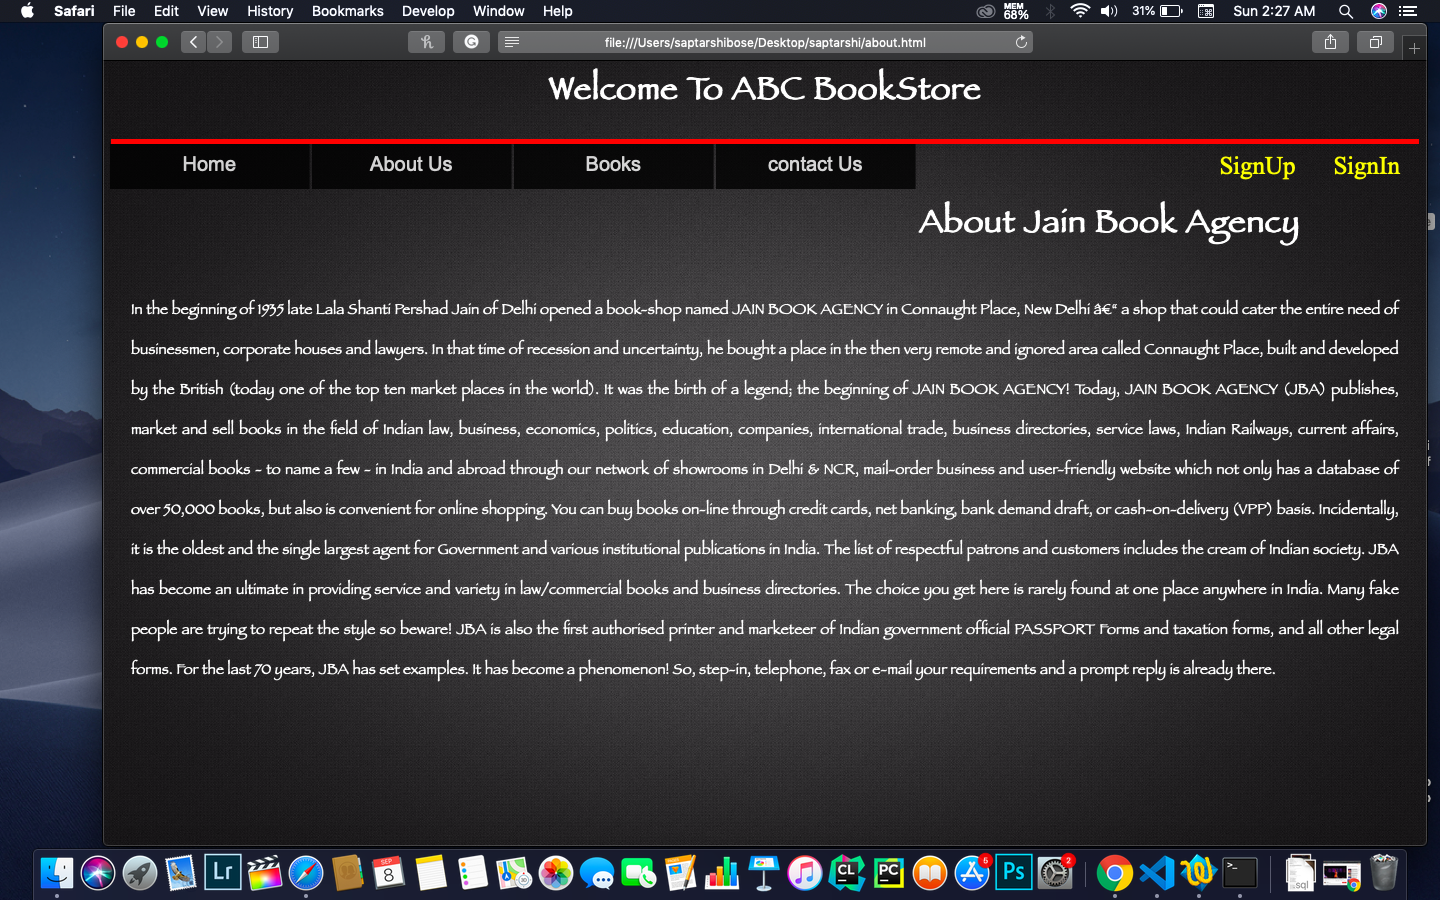 Safari File Edit View History Bookmarks Develop Window Help MEM 68% 31% Sun 2:27 AM
file:///Users/saptarshibose/Desktop/saptarshi/about.html
Welcome To ABC BookStore
Home About Us Books contact Us SignUp SignIn
About Jain Book Agency
In the beginning of 1935 late Lala Shanti Pershad Jain of Delhi opened a book-shop named JAIN BOOK AGENCY in Connaught Place, New Delhi â€“ a shop that could cater the entire need of
businessmen, corporate houses and lawyers. In that time of recession and uncertainty, he bought a place in the then very remote and ignored area called Connaught Place, built and developed
by the British (today one of the top ten market places in the world). It was the birth of a legend; the beginning of JAIN BOOK AGENCY! Today, JAIN BOOK AGENCY (JBA) publishes,
market and sell books in the field of Indian law, business, economics, politics, education, companies, international trade, business directories, service laws, Indian Railways, current affairs,
commercial books - to name a few - in India and abroad through our network of showrooms in Delhi & NCR, mail-order business and user-friendly website which not only has a database of
over 50,000 books, but also is convenient for online shopping. You can buy books on-line through credit cards, net banking, bank demand draft, or cash-on-delivery (VPP) basis. Incidentally,
it is the oldest and the single largest agent for Government and various institutional publications in India. The list of respectful patrons and customers includes the cream of Indian society. JBA
has become an ultimate in providing service and variety in law/commercial books and business directories. The choice you get here is rarely found at one place anywhere in India. Many fake
people are trying to repeat the style so beware! JBA is also the first authorised printer and marketeer of Indian government official PASSPORT Forms and taxation forms, and all other legal
forms. For the last 70 years, JBA has set examples. It has become a phenomenon! So, step-in, telephone, fax or e-mail your requirements and a prompt reply is already there.
Lr SEP 8 CL PC 6 Ps 2 sql